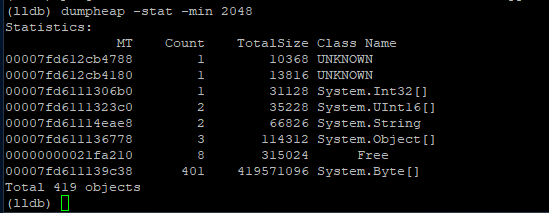 (lldb) dumpheap -stat -min 2048
Statistics:
              MT    Count    TotalSize Class Name
00007fd612cb4788        1        10368 UNKNOWN
00007fd612cb4180        1        13816 UNKNOWN
00007fd6111306b0        1        31128 System.Int32[]
00007fd6111323c0        2        35228 System.UInt16[]
00007fd61114eae8        2        66826 System.String
00007fd611136778        3       114312 System.Object[]
00000000021fa210        8       315024      Free
00007fd611139c38      401    419571096 System.Byte[]
Total 419 objects
(lldb)